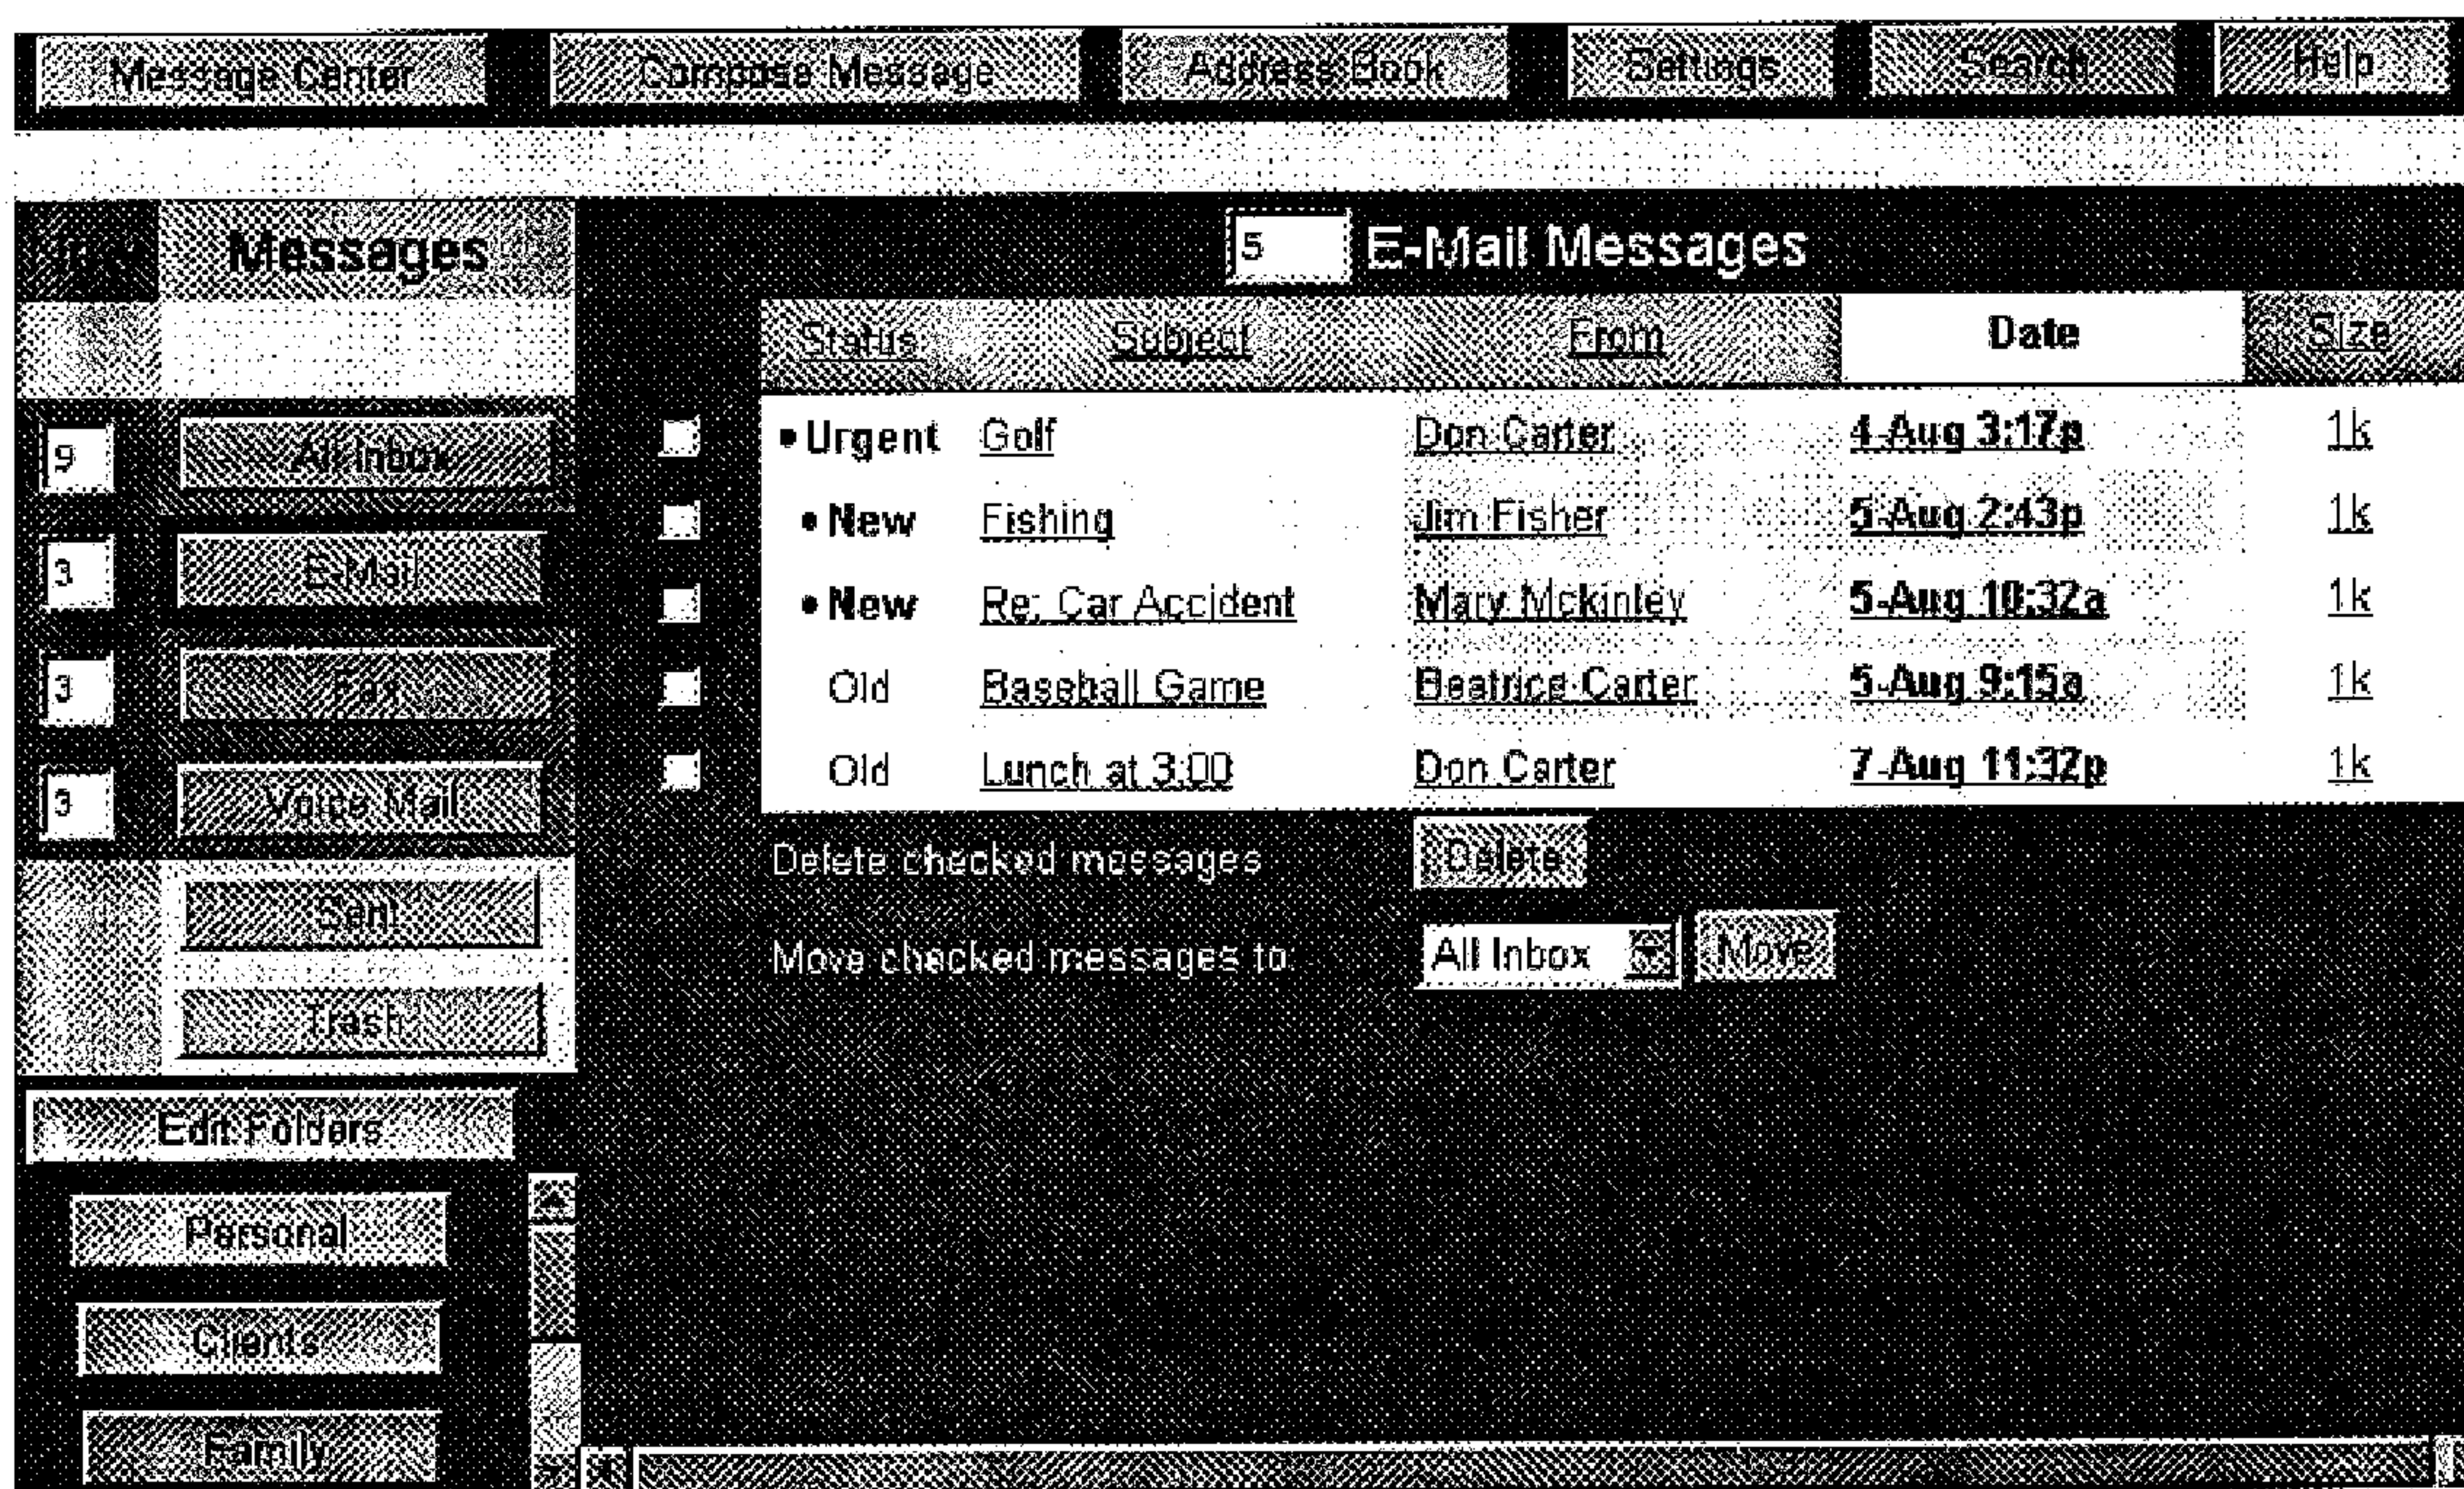 Message Center Compose Message Address Book Settings Search Help
New Messages
9 All Inbox
3 E-Mail
3 Fax
3 Voice Mail
Sent
Trash
Edit Folders
Personal
Clients
Family
5 E-Mail Messages
Status Subject From Date Size
• Urgent Golf Don Carter 4-Aug 3:17p 1k
• New Fishing Jim Fisher 5-Aug 2:43p 1k
• New Re: Car Accident Mary Mckinley 5-Aug 10:32a 1k
Old Baseball Game Beatrice Carter 5-Aug 9:15a 1k
Old Lunch at 3:00 Don Carter 7-Aug 11:32p 1k
Delete checked messages Delete
Move checked messages to: All Inbox Move